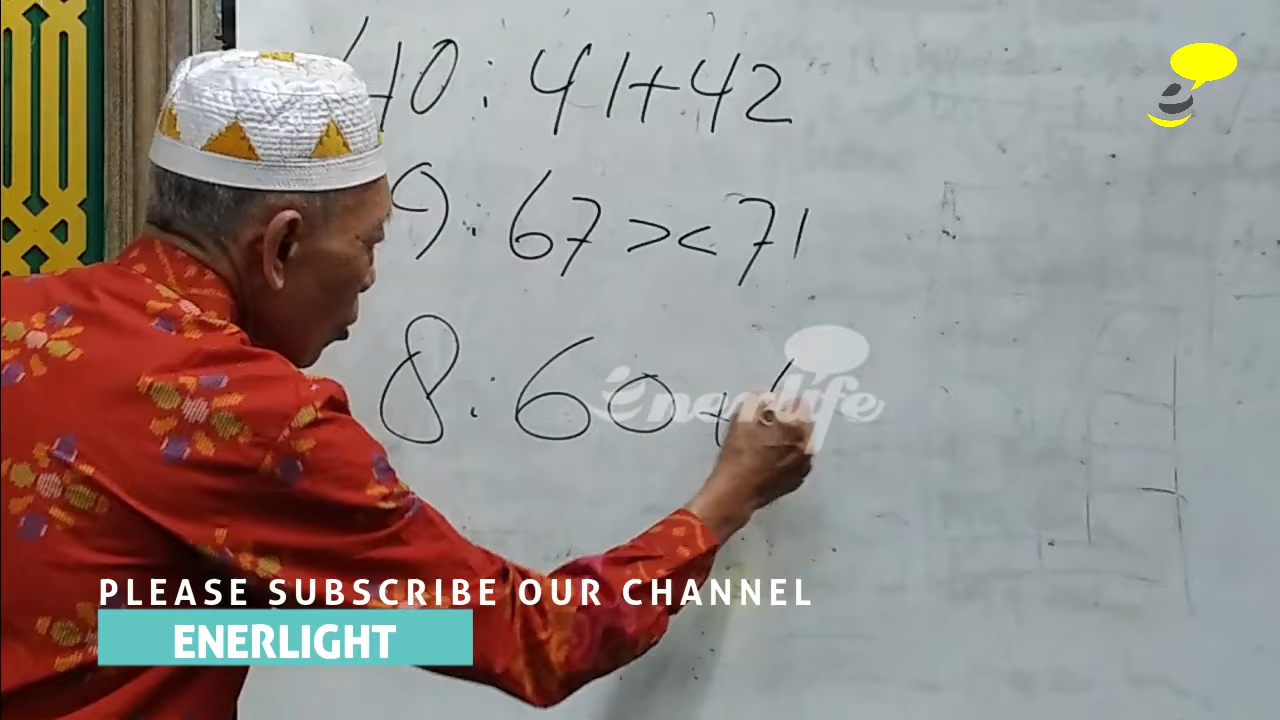 40 : 41+42
9 : 67 >< 71
8 : 60 +
enerlife
PLEASE SUBSCRIBE OUR CHANNEL
ENERLIGHT